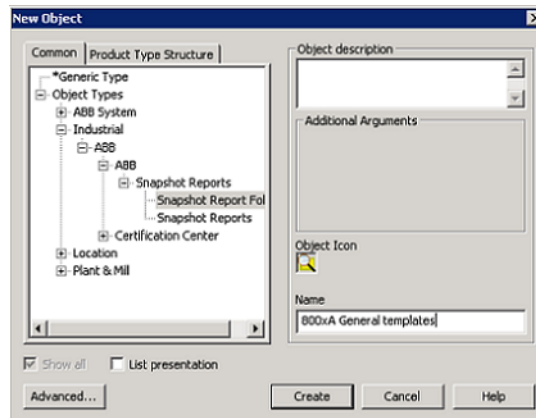 New Object
Common
Product Type Structure
*Generic Type
Object Types
ABB System
Industrial
ABB
ABB
Snapshot Reports
Snapshot Report Fol
Snapshot Reports
Certification Center
Location
Plant & Mill
Show all
List presentation
Advanced...
Object description
Additional Arguments
Object Icon
Name
800xA General templates
Create
Cancel
Help